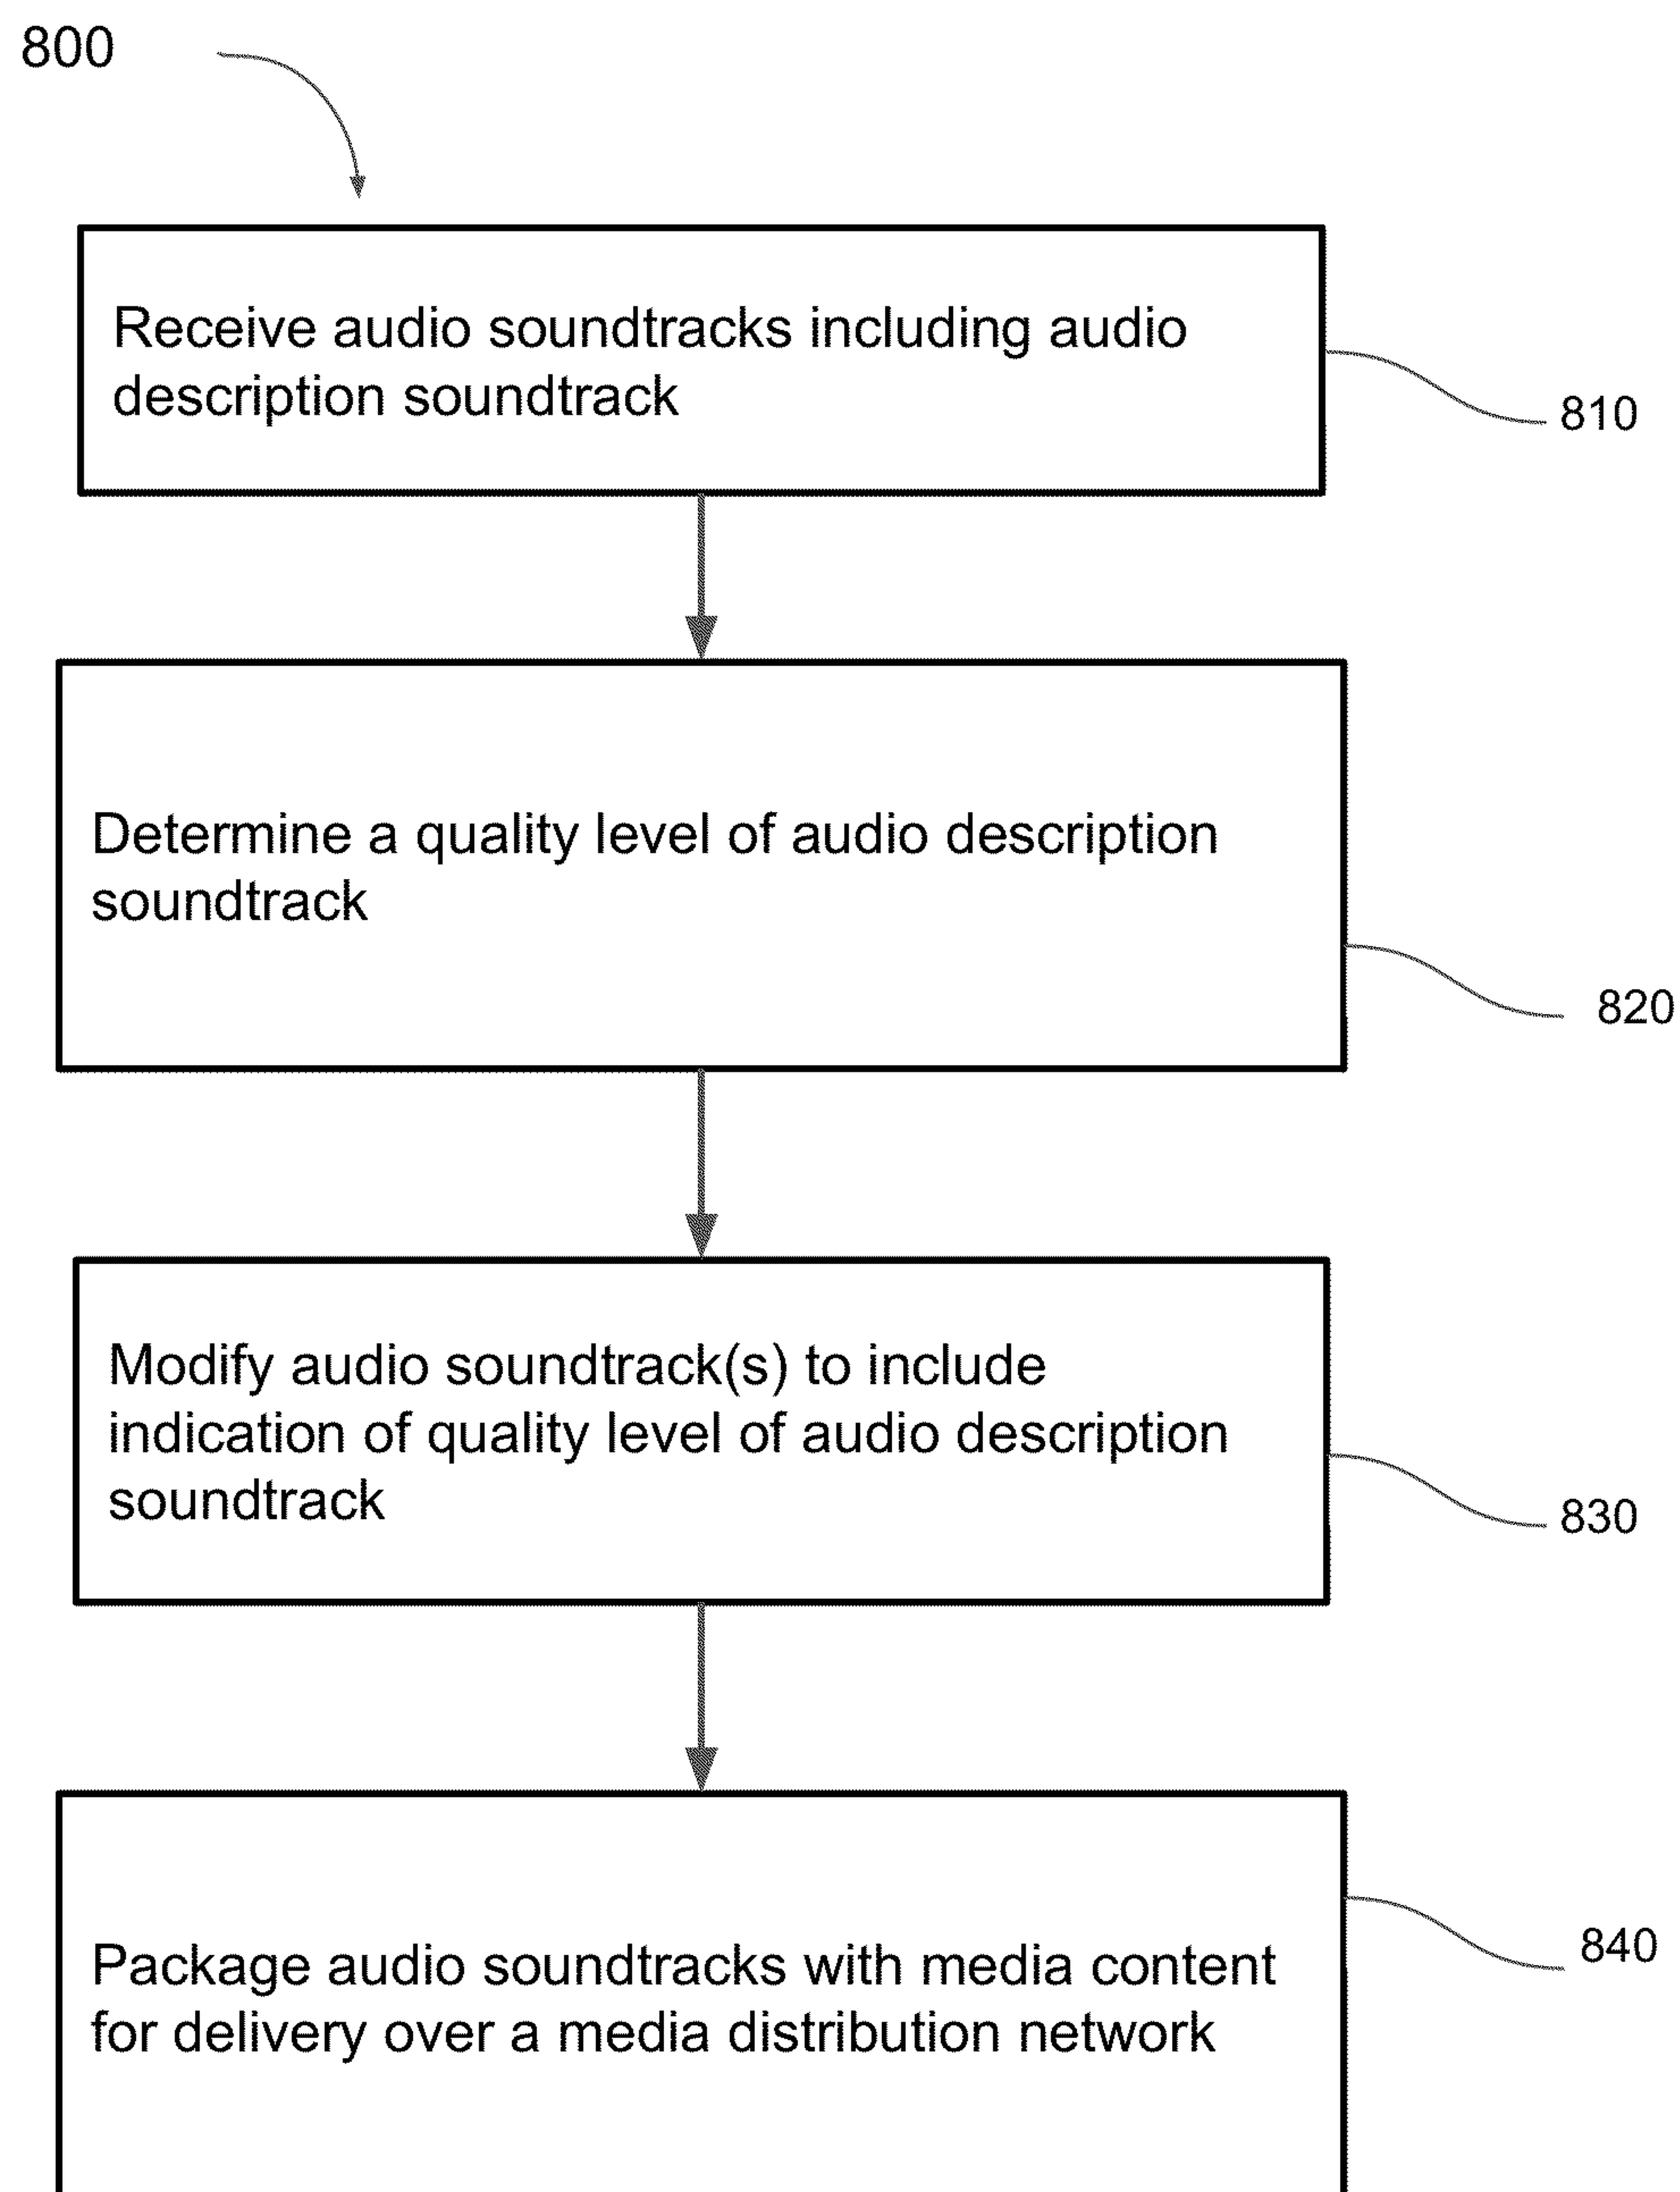 800
Receive audio soundtracks including audio
description soundtrack
810
Determine a quality level of audio description
soundtrack
820
Modify audio soundtrack(s) to include
indication of quality level of audio description
soundtrack
830
Package audio soundtracks with media content
for delivery over a media distribution network
840